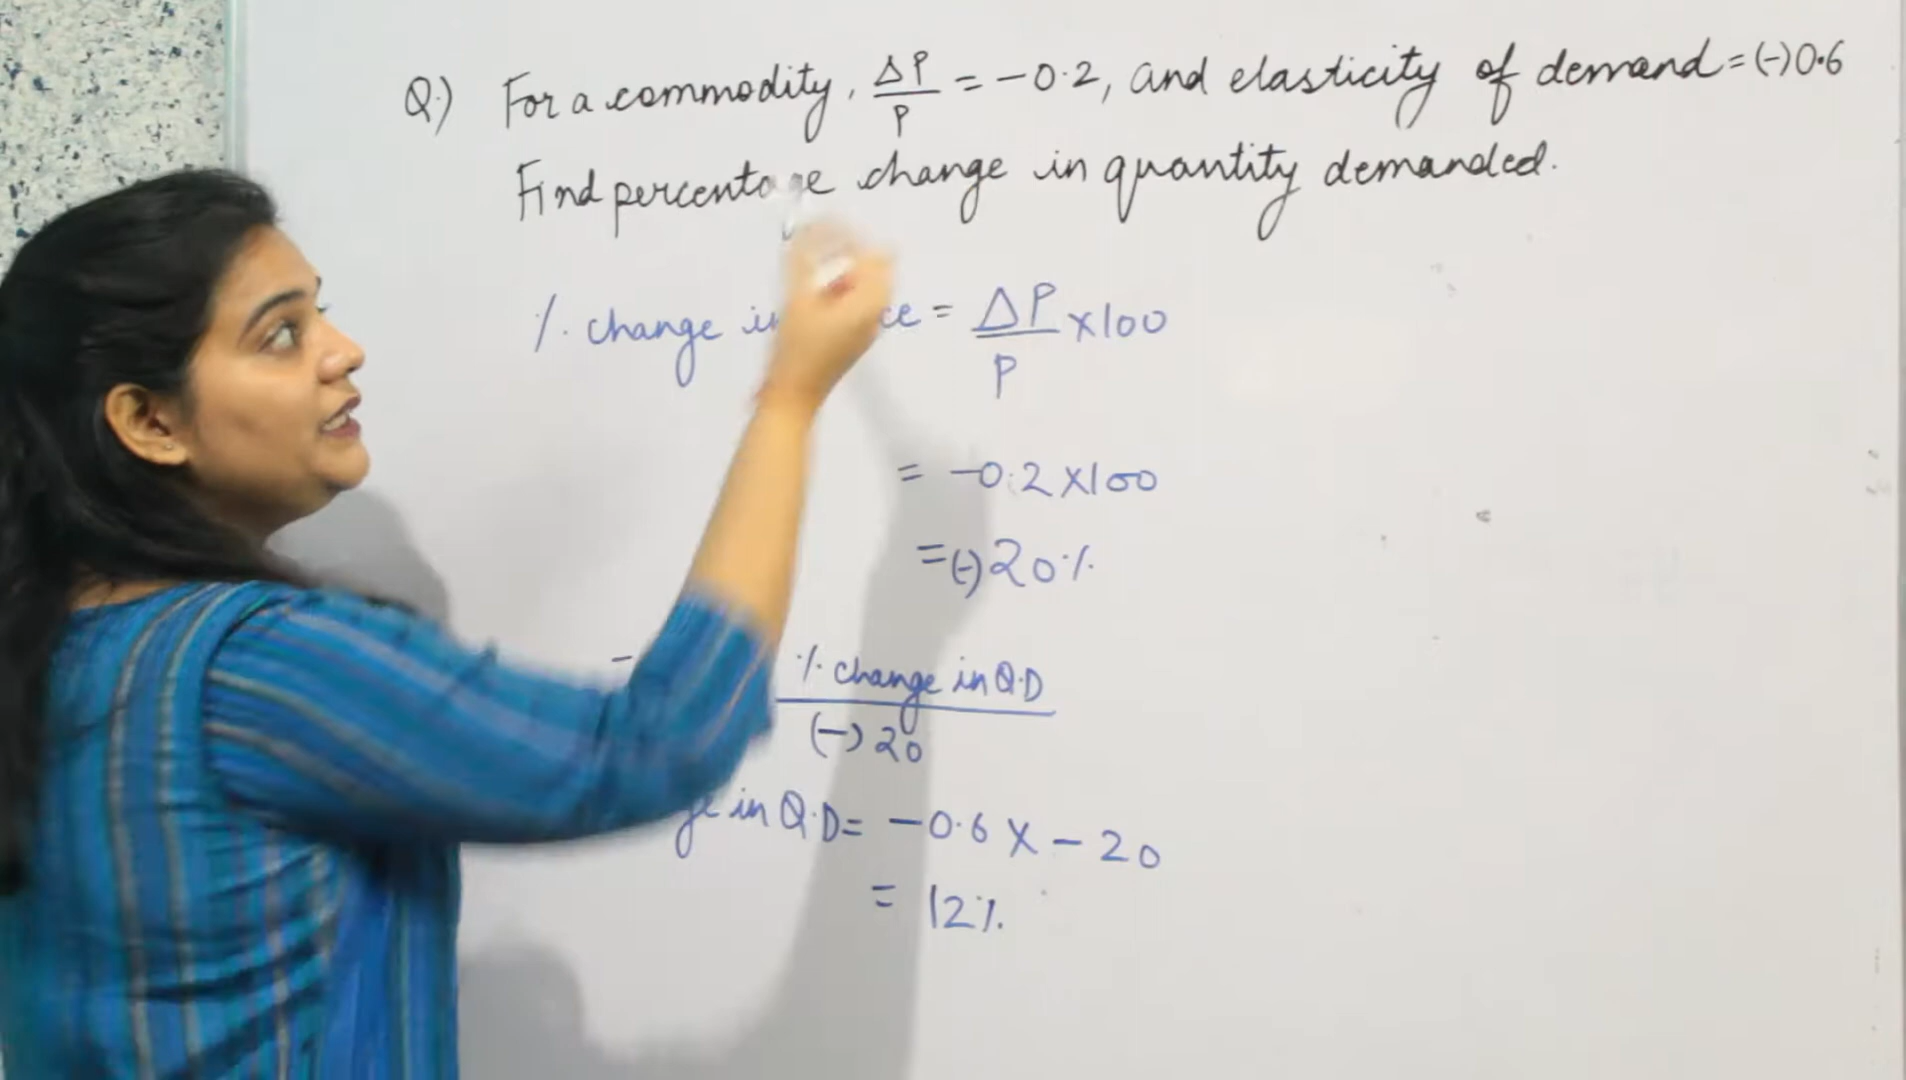 Q.) For a commodity, ΔP/P = -0.2, and elasticity of demand = (-)0.6
Find percentage change in quantity demanded.
% change in = ΔP/P ×100
= -0.2 ×100
= (-)20%
% change in Q.D
(-) 20
in Q.D = -0.6 × -20
= 12%